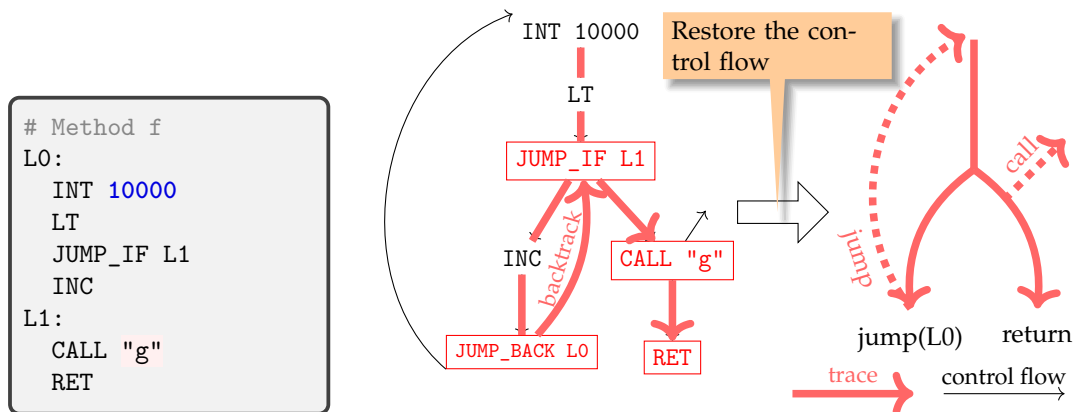 # Method f
L0:
INT 10000
LT
JUMP_IF L1
INC
L1:
CALL "g"
RET
INT 10000
LT
JUMP_IF L1
INC
backtrack
CALL "g"
JUMP_BACK L0
RET
Restore the con-
trol flow
call
jump
jump(L0)
return
trace
control flow